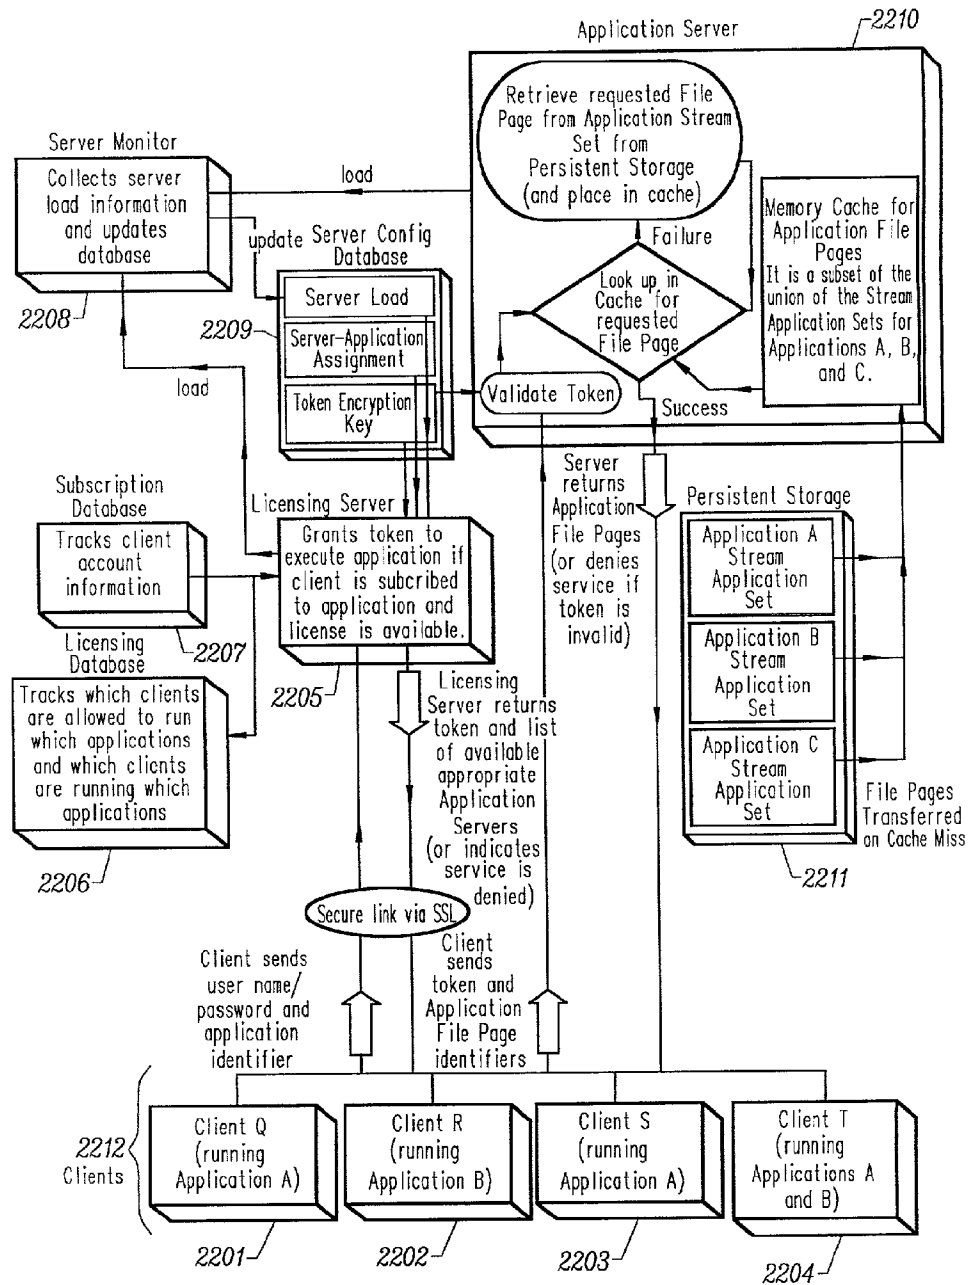 2210
Application Server
Retrieve requested File
Page from Application Stream
Set from
Persistent Storage
(and place in cache)
Server Monitor
Collects server
load information
and updates
database
2208
load
update
Server Config
Database
2209
Server Load
Server-Application
Assignment
Token Encryption
Key
load
Failure
Look up in
Cache for
requested
File Page
Memory Cache for
Application File
Pages
It is a subset of the
union of the Stream
Application Sets for
Applications A, B,
and C.
Validate Token
Success
Subscription
Database
Tracks client
account
information
2207
Licensing Server
Grants token to
execute application if
client is subcribed
to application and
license is available.
2205
Server
returns
Application
File Pages
(or denies
service if
token is
invalid)
Persistent Storage
Application A
Stream
Application
Set
Application B
Stream
Application
Set
Application C
Stream
Application
Set
2211
File Pages
Transferred
on Cache Miss
Licensing
Database
Tracks which clients
are allowed to run
which applications
and which clients
are running which
applications
2206
Licensing
Server returns
token and list
of available
appropriate
Application
Servers
(or indicates
service is
denied)
Secure link via SSL
Client sends
user name/
password and
application
identifier
Client
sends
token and
Application
File Page
identifiers
2212
Clients
Client Q
(running
Application A)
2201
Client R
(running
Application B)
2202
Client S
(running
Application A)
2203
Client T
(running
Applications A
and B)
2204